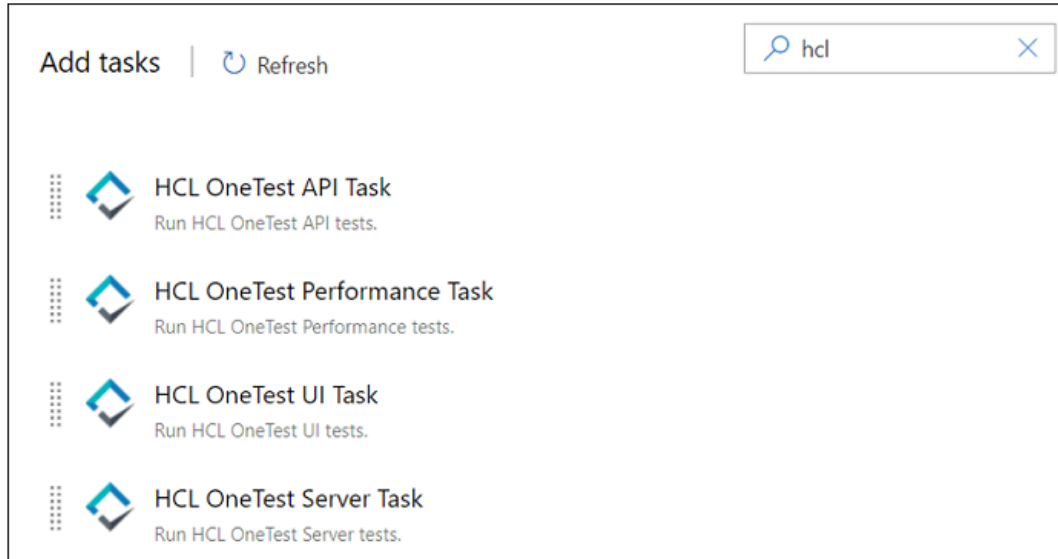 Add tasks
Refresh
hcl
HCL OneTest API Task
Run HCL OneTest API tests.
HCL OneTest Performance Task
Run HCL OneTest Performance tests.
HCL OneTest UI Task
Run HCL OneTest UI tests.
HCL OneTest Server Task
Run HCL OneTest Server tests.